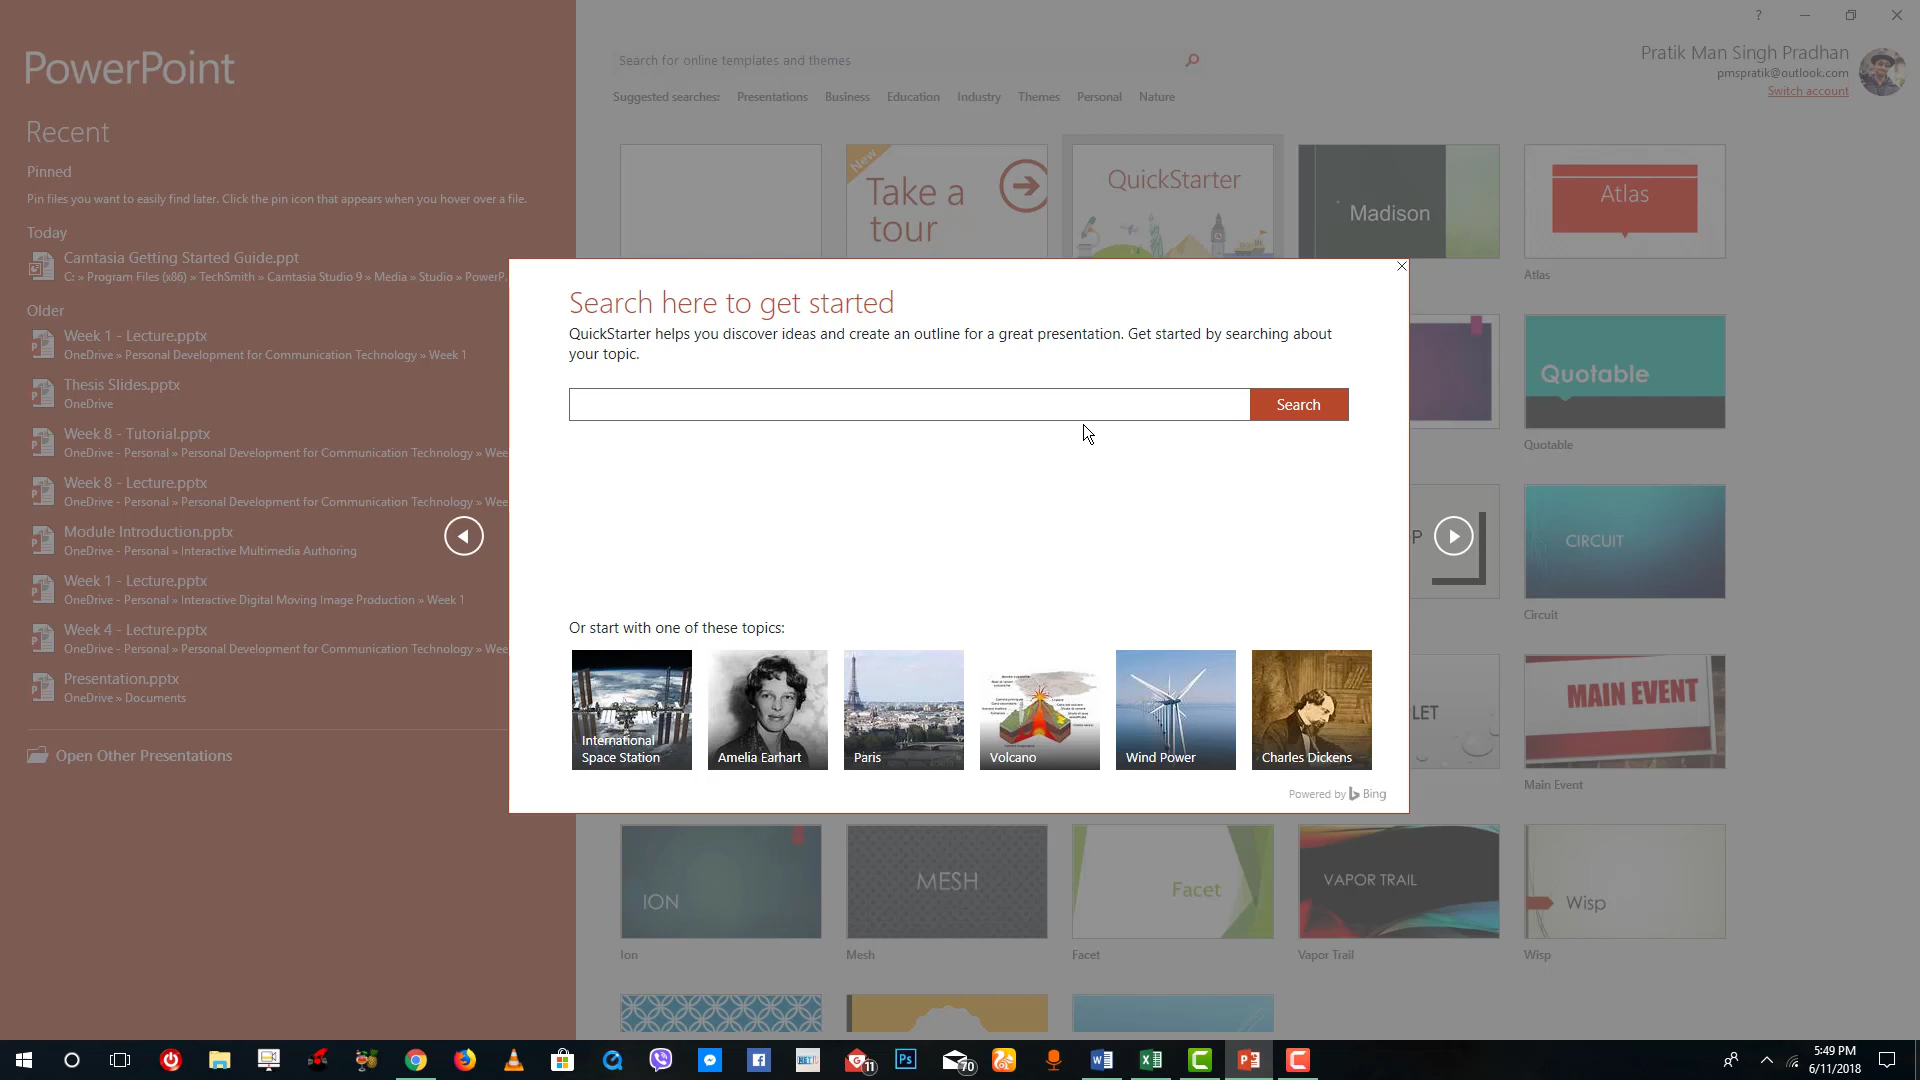 PowerPoint
Recent
Pinned
Pin files you want to easily find later. Click the pin icon that appears when you hover over a file.
Today
Camtasia Getting Started Guide.ppt
C: » Program Files (x86) » TechSmith » Camtasia Studio 9 » Media » Studio » PowerP
Older
Week 1 - Lecture.pptx
OneDrive » Personal Development for Communication Technology » Week 1
Thesis Slides.pptx
OneDrive
Week 8 - Tutorial.pptx
OneDrive - Personal » Personal Development for Communication Technology » Wee
Week 8 - Lecture.pptx
OneDrive - Personal » Personal Development for Communication Technology » Wee
Module Introduction.pptx
OneDrive - Personal » Interactive Multimedia Authoring
Week 1 - Lecture.pptx
OneDrive - Personal » Interactive Digital Moving Image Production » Week 1
Week 4 - Lecture.pptx
OneDrive - Personal » Personal Development for Communication Technology » Wee
Presentation.pptx
OneDrive » Documents
Open Other Presentations
?
Pratik Man Singh Pradhan
pmspratik@outlook.com
Switch account
Search for online templates and themes
Suggested searches: Presentations Business Education Industry Themes Personal Nature
New
Take a
tour
QuickStarter
Madison
Atlas
Atlas
Search here to get started
QuickStarter helps you discover ideas and create an outline for a great presentation. Get started by searching about
your topic.
Search
Or start with one of these topics:
International
Space Station
Amelia Earhart
Paris
Volcano
Wind Power
Charles Dickens
Powered by Bing
Quotable
Quotable
P
CIRCUIT
Circuit
LET
MAIN EVENT
Main Event
ION
Ion
MESH
Mesh
Facet
Facet
VAPOR TRAIL
Vapor Trail
Wisp
Wisp
11
Ps
70
5:49 PM
6/11/2018